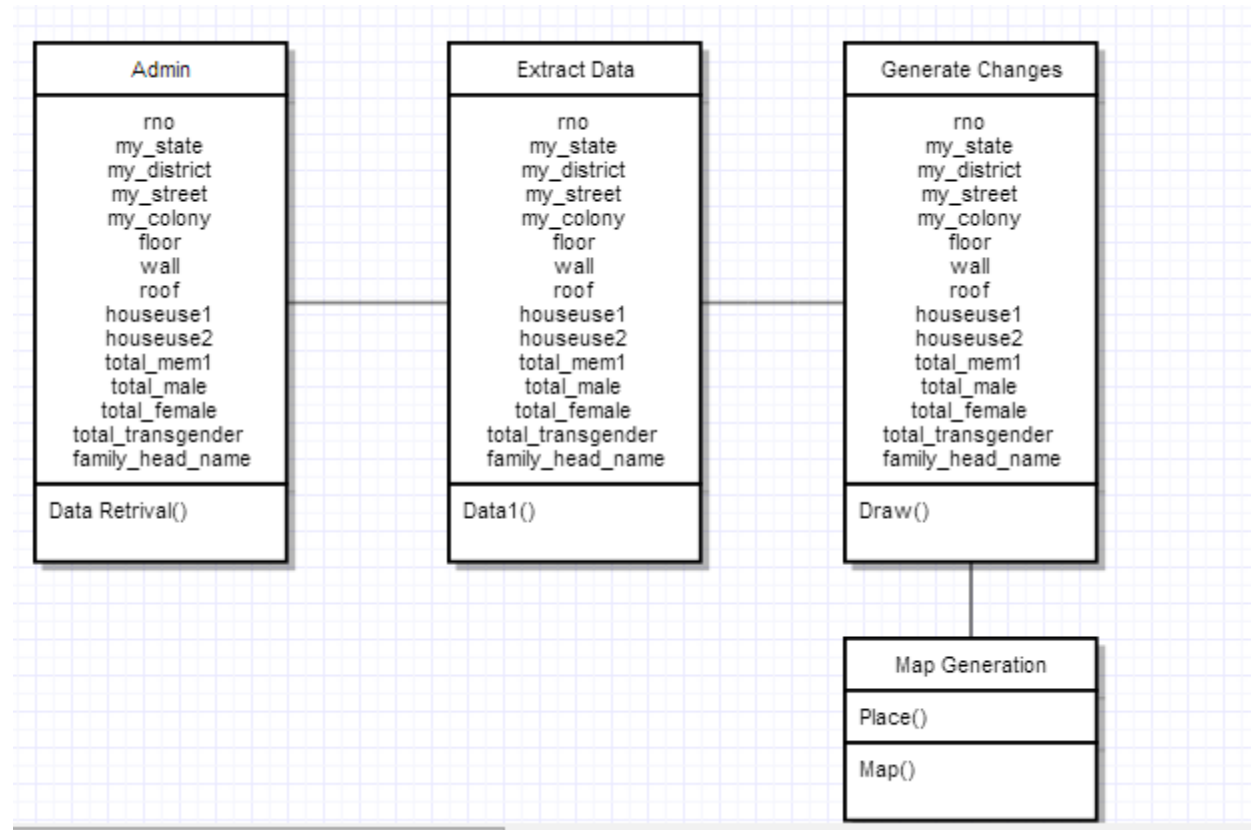 Admin
rno
my_state
my_district
my_street
my_colony
floor
wall
roof
houseuse1
houseuse2
total_mem1
total_male
total_female
total_transgender
family_head_name
Data Retrival()
Extract Data
rno
my_state
my_district
my_street
my_colony
floor
wall
roof
houseuse1
houseuse2
total_mem1
total_male
total_female
total_transgender
family_head_name
Data1()
Generate Changes
rno
my_state
my_district
my_street
my_colony
floor
wall
roof
houseuse1
houseuse2
total_mem1
total_male
total_female
total_transgender
family_head_name
Draw()
Map Generation
Place()
Map()